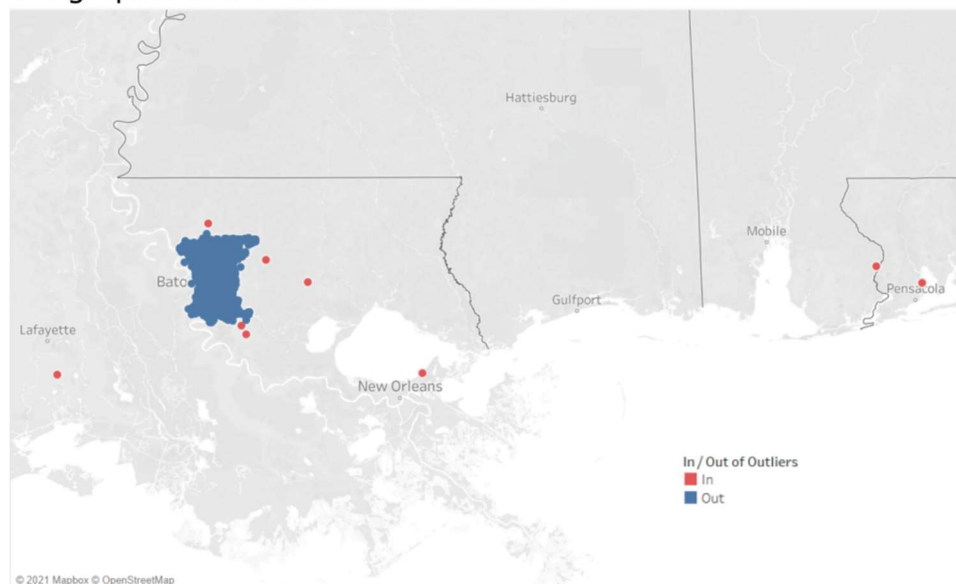 Hattiesburg
Mobile
Bato
Gulfport
Pensacola
Lafayette
New Orleans
In / Out of Outliers
In
Out
© 2021 Mapbox © OpenStreetMap